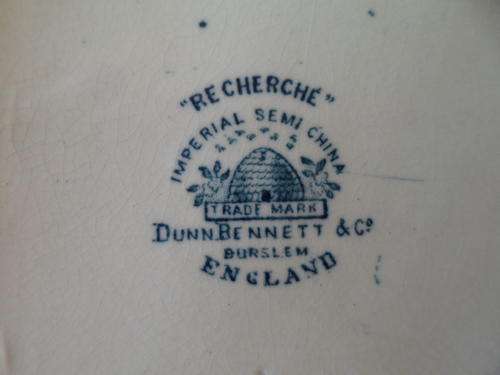 "RECHERCHÉ"
IMPERIAL SEMI CHINA
TRADE MARK
DUNN.BENNETT & Co
BURSLEM
ENGLAND